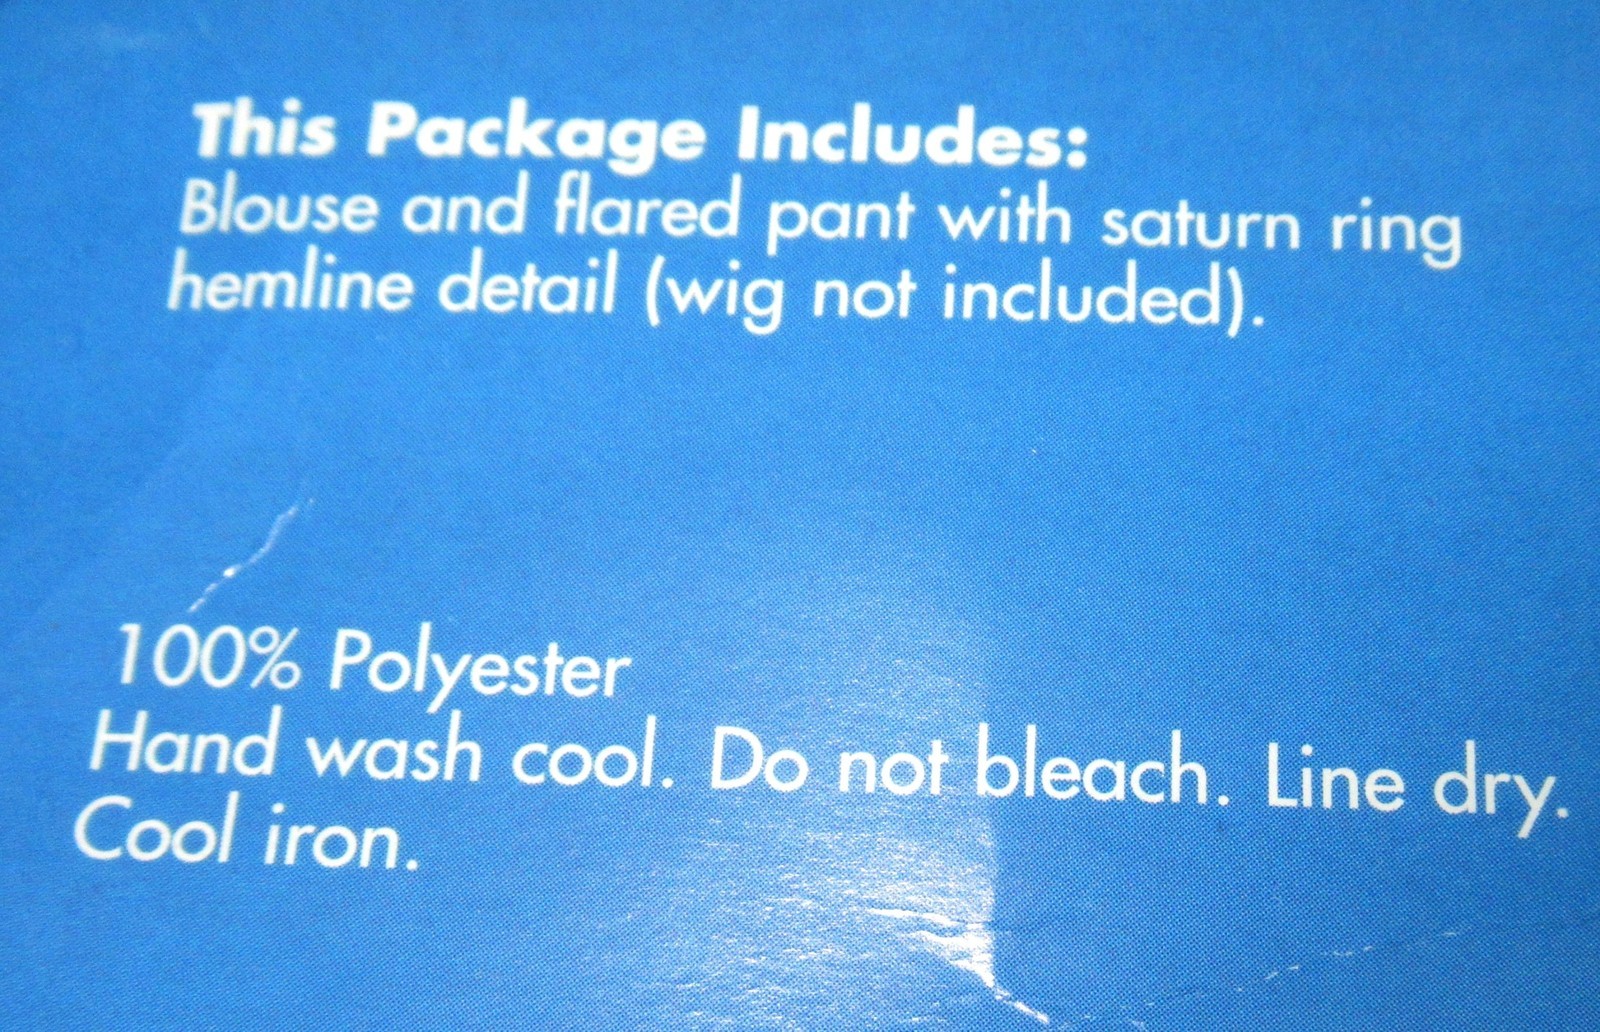 This Package Includes:
Blouse and flared pant with saturn ring
hemline detail (wig not included).
100% Polyester
Hand wash cool. Do not bleach. Line dry.
Cool iron.